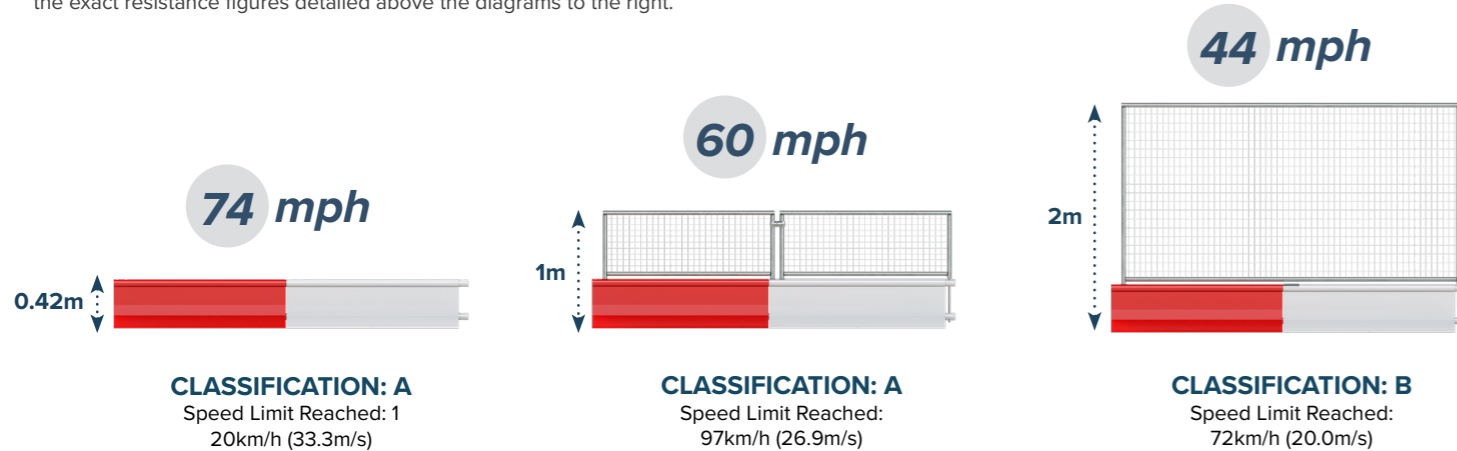 the exact resistance figures detailed above the diagrams to the right.
44 mph
60 mph
74 mph
2m
1m
0.42m
CLASSIFICATION: A
Speed Limit Reached: 1
20km/h (33.3m/s)
CLASSIFICATION: A
Speed Limit Reached:
97km/h (26.9m/s)
CLASSIFICATION: B
Speed Limit Reached:
72km/h (20.0m/s)